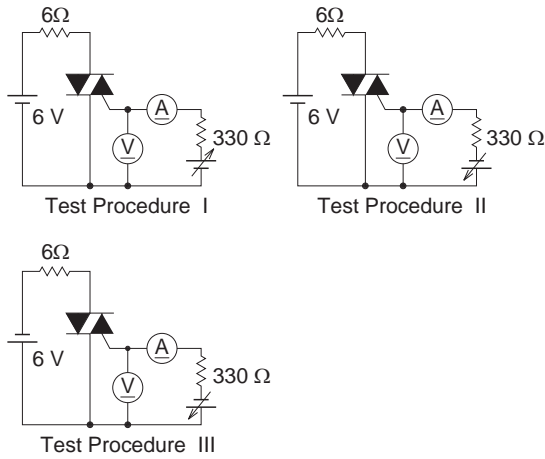 6Ω
A
6 V
V
330 Ω
Test Procedure I
6Ω
A
6 V
V
330 Ω
Test Procedure II
6Ω
A
6 V
V
330 Ω
Test Procedure III